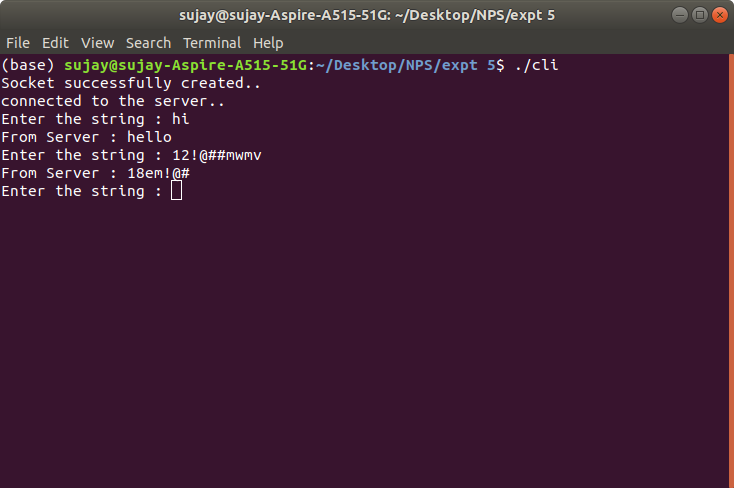 sujay@sujay-Aspire-A515-51G: ~/Desktop/NPS/expt 5
File Edit View Search Terminal Help
(base) sujay@sujay-Aspire-A515-51G:~/Desktop/NPS/expt 5$ ./cli
Socket successfully created..
connected to the server..
Enter the string : hi
From Server : hello
Enter the string : 12!@##mwmv
From Server : 18em!@#
Enter the string :